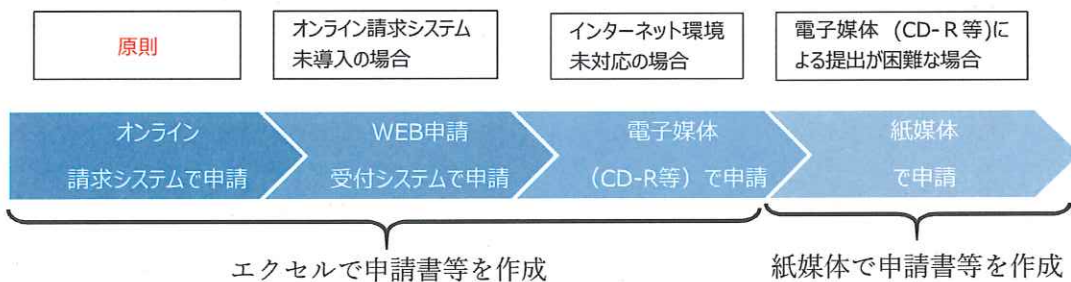 原則
オンライン請求システム
未導入の場合
インターネット環境
未対応の場合
電子媒体 (CD-R 等)に
よる提出が困難な場合
オンライン
請求システムで申請
WEB申請
受付システムで申請
電子媒体
（CD-R等）で申請
紙媒体
で申請
エクセルで申請書等を作成
紙媒体で申請書等を作成